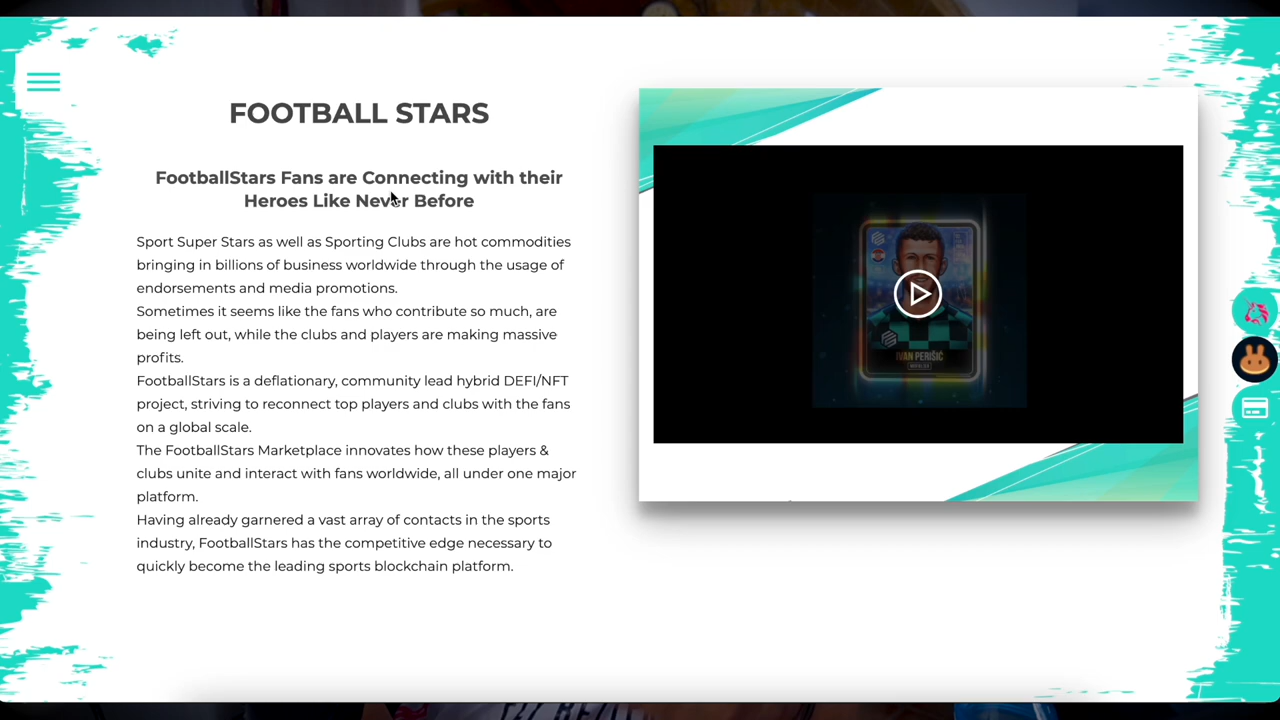 FOOTBALL STARS
FootballStars Fans are Connecting with their
Heroes Like Never Before
Sport Super Stars as well as Sporting Clubs are hot commodities
bringing in billions of business worldwide through the usage of
endorsements and media promotions.
Sometimes it seems like the fans who contribute so much, are
being left out, while the clubs and players are making massive
profits.
FootballStars is a deflationary, community lead hybrid DEFI/NFT
project, striving to reconnect top players and clubs with the fans
on a global scale.
The FootballStars Marketplace innovates how these players &
clubs unite and interact with fans worldwide, all under one major
platform.
Having already garnered a vast array of contacts in the sports
industry, FootballStars has the competitive edge necessary to
quickly become the leading sports blockchain platform.
IVAN PERIŠIĆ